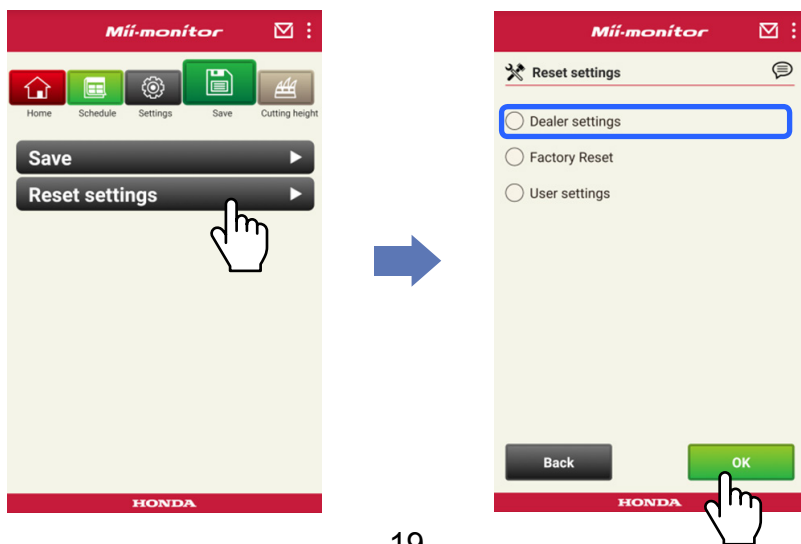 Mii-monitor
Home Schedule Settings Save Cutting height
Save
Reset settings
HONDA
Mii-monitor
Reset settings
Dealer settings
Factory Reset
User settings
Back OK
HONDA
19